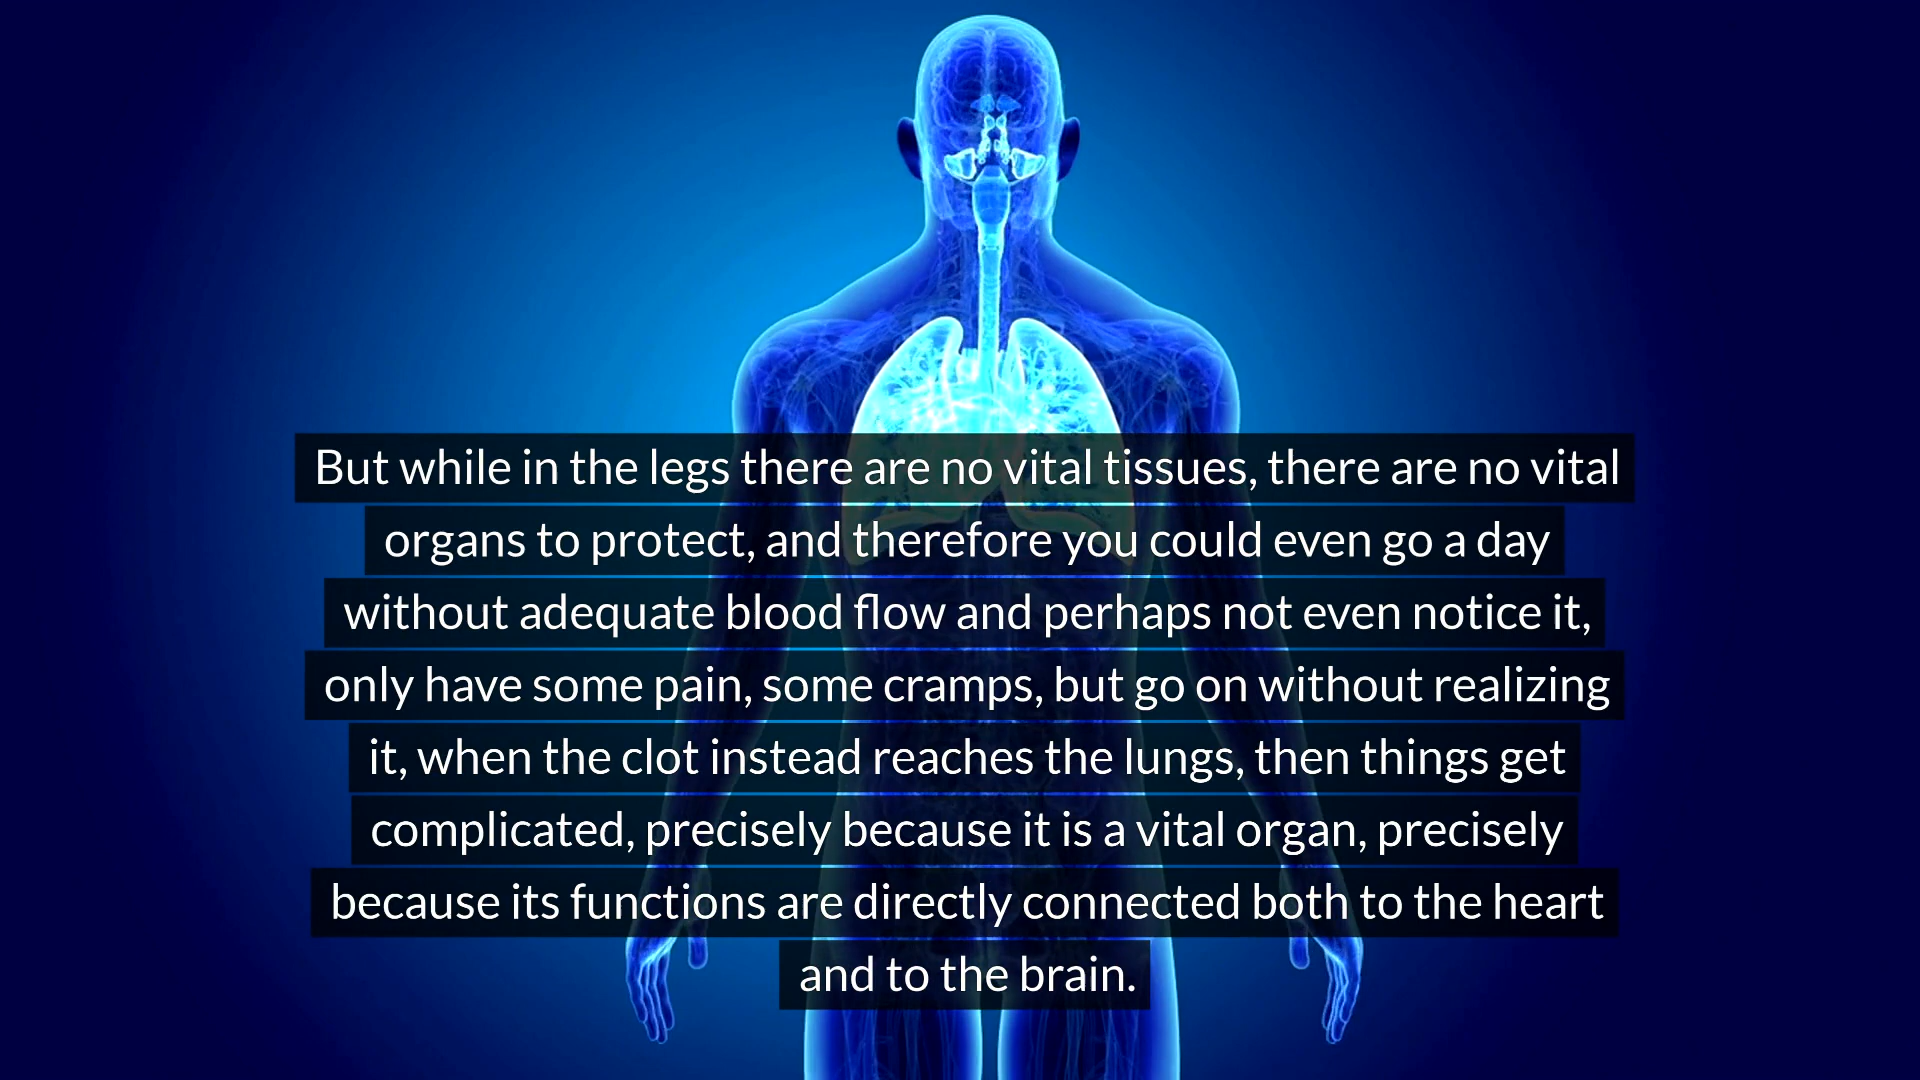 But while in the legs there are no vital tissues, there are no vital
organs to protect, and therefore you could even go a day
without adequate blood flow and perhaps not even notice it,
only have some pain, some cramps, but go on without realizing
it, when the clot instead reaches the lungs, then things get
complicated, precisely because it is a vital organ, precisely
because its functions are directly connected both to the heart
and to the brain.